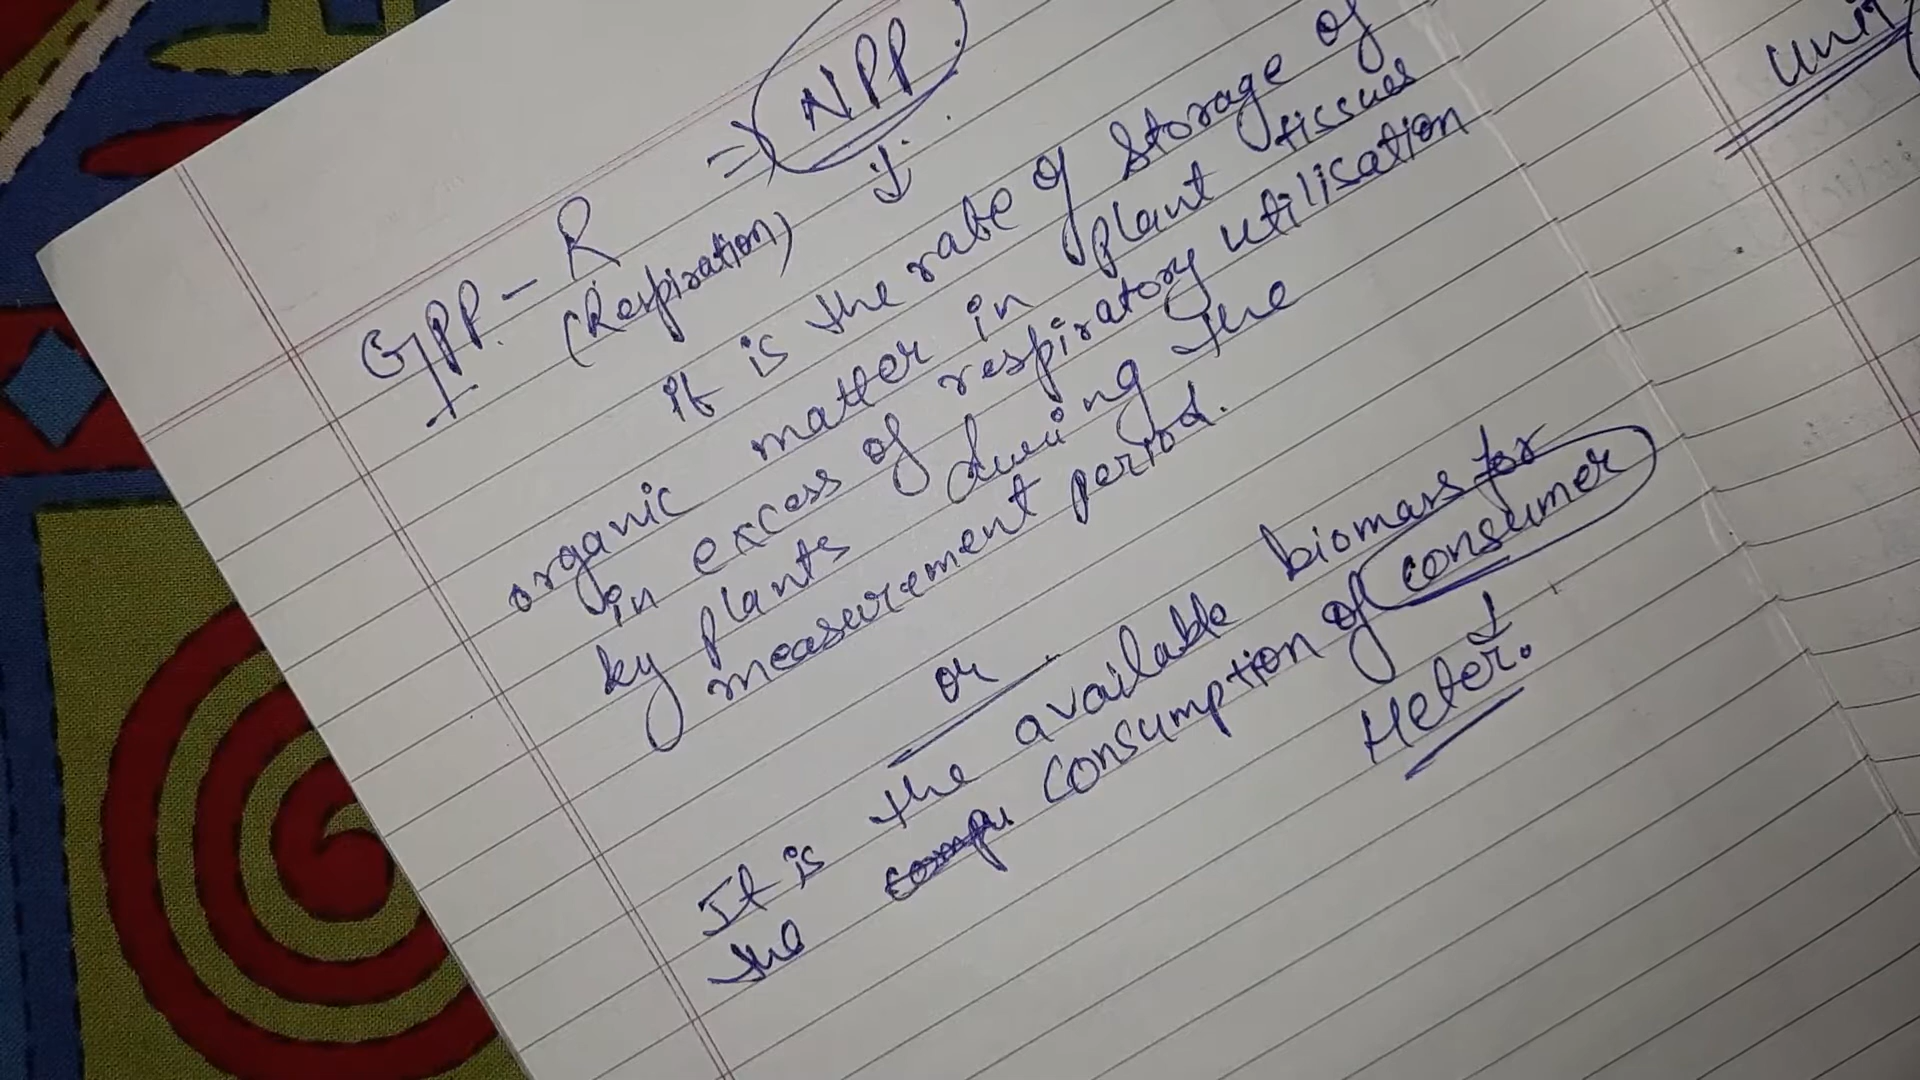 GPP - R => NPP
(Respiration)
it is the rate of storage of
organic matter in plant tissues
in excess of respiratory utilisation
by plants during the
measurement period.
or
It is the available biomass for
the consumption of consumer
Heter.
Unit